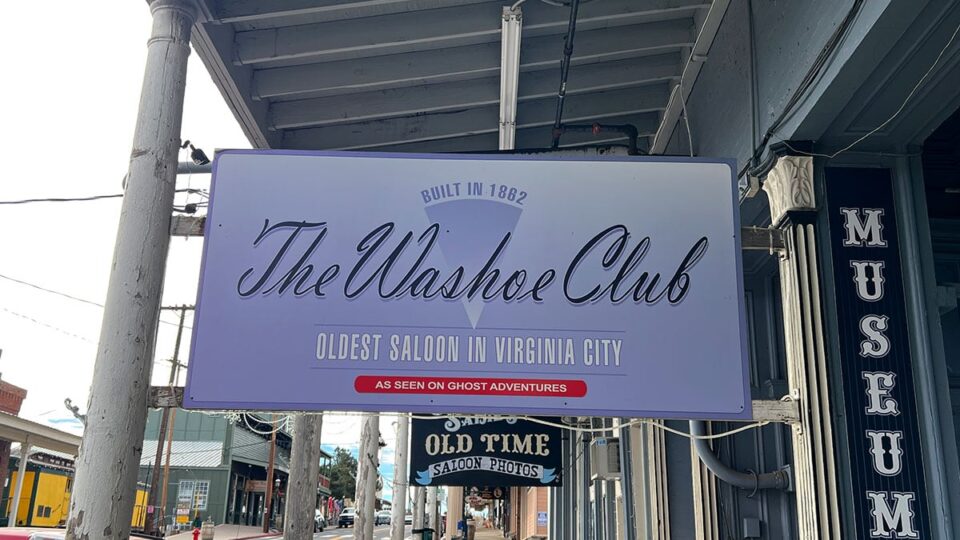 BUILT IN 1862
The Washoe Club
OLDEST SALOON IN VIRGINIA CITY
AS SEEN ON GHOST ADVENTURES
OLD TIME
SALOON PHOTOS
MUSEUM